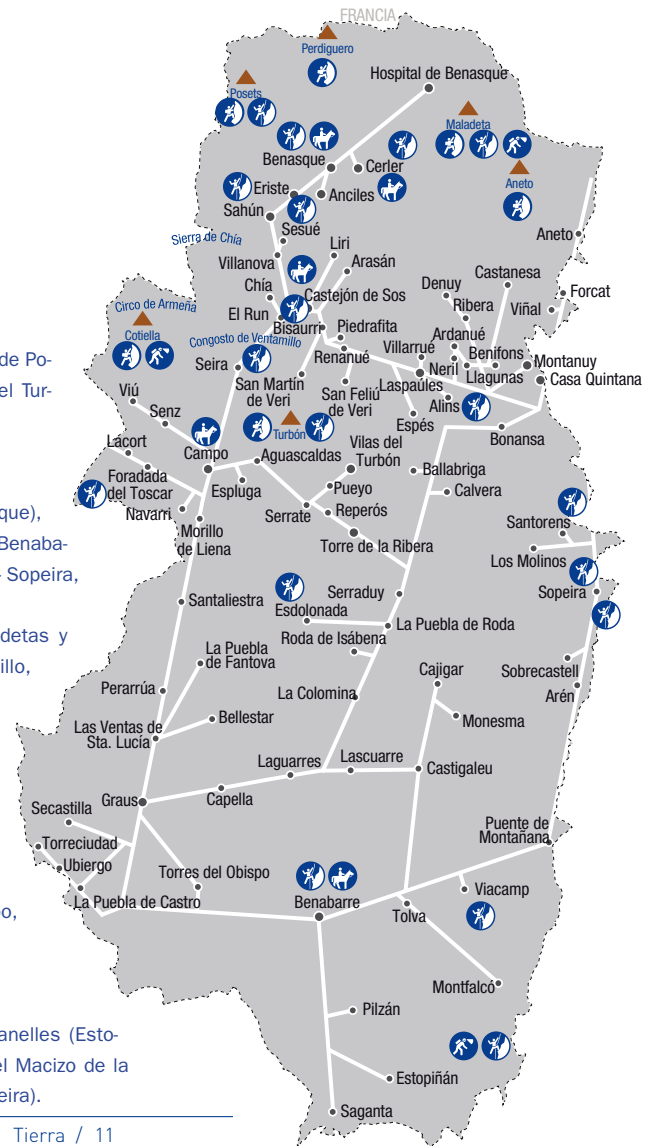 FRANCIA
Perdiguero
Hospital de Benasque
Posets
Maladeta
Benasque
Cerler
Aneto
Eriste
Anciles
Sahún
Sesué
Aneto
Sierra de Chía
Liri
Villanova
Arasán
Castanesa
Chía
Denuy
Forcat
Castejón de Sos
Ribera
Viñal
Circo de Armeña
El Run
Bisaurri
Piedrafita
Ardanué
Cotiella
Congosto de Ventamillo
Villarrué
Benifons
Renanué
Neril
Montanuy
Seira
Laspaúles
Llagunas
Casa Quintana
de Po-
San Martín
de Veri
San Feliú
de Veri
Alins
el Tur-
Viú
Espés
Senz
Turbón
Bonansa
Lácort
Campo
Aguascaldas
Vilas del
Turbón
Ballabriga
Foradada
del Toscar
Espluga
Pueyo
Calvera
Navarri
Serrate
Reperós
Santorens
que),
Morillo
de Liena
Torre de la Ribera
Los Molinos
Benaba-
Sopeira,
Santaliestra
Esdolonada
Serraduy
Sopeira
La Puebla de Roda
detas y
La Puebla
de Fantova
Roda de Isábena
Sobrecastell
illo,
Perarrúa
Cajigar
Arén
La Colomina
Las Ventas de
Sta. Lucía
Bellestar
Monesma
Laguarres
Lascuarre
Castigaleu
Graus
Capella
Secastilla
Puente de
Montañana
Torreciudad
Ubiergo
Torres del Obispo
Viacamp
La Puebla de Castro
Benabarre
Tolva
o,
Montfalcó
Pilzán
anelles (Esto-
el Macizo de la
Estopiñán
eira).
Saganta
Tierra / 11